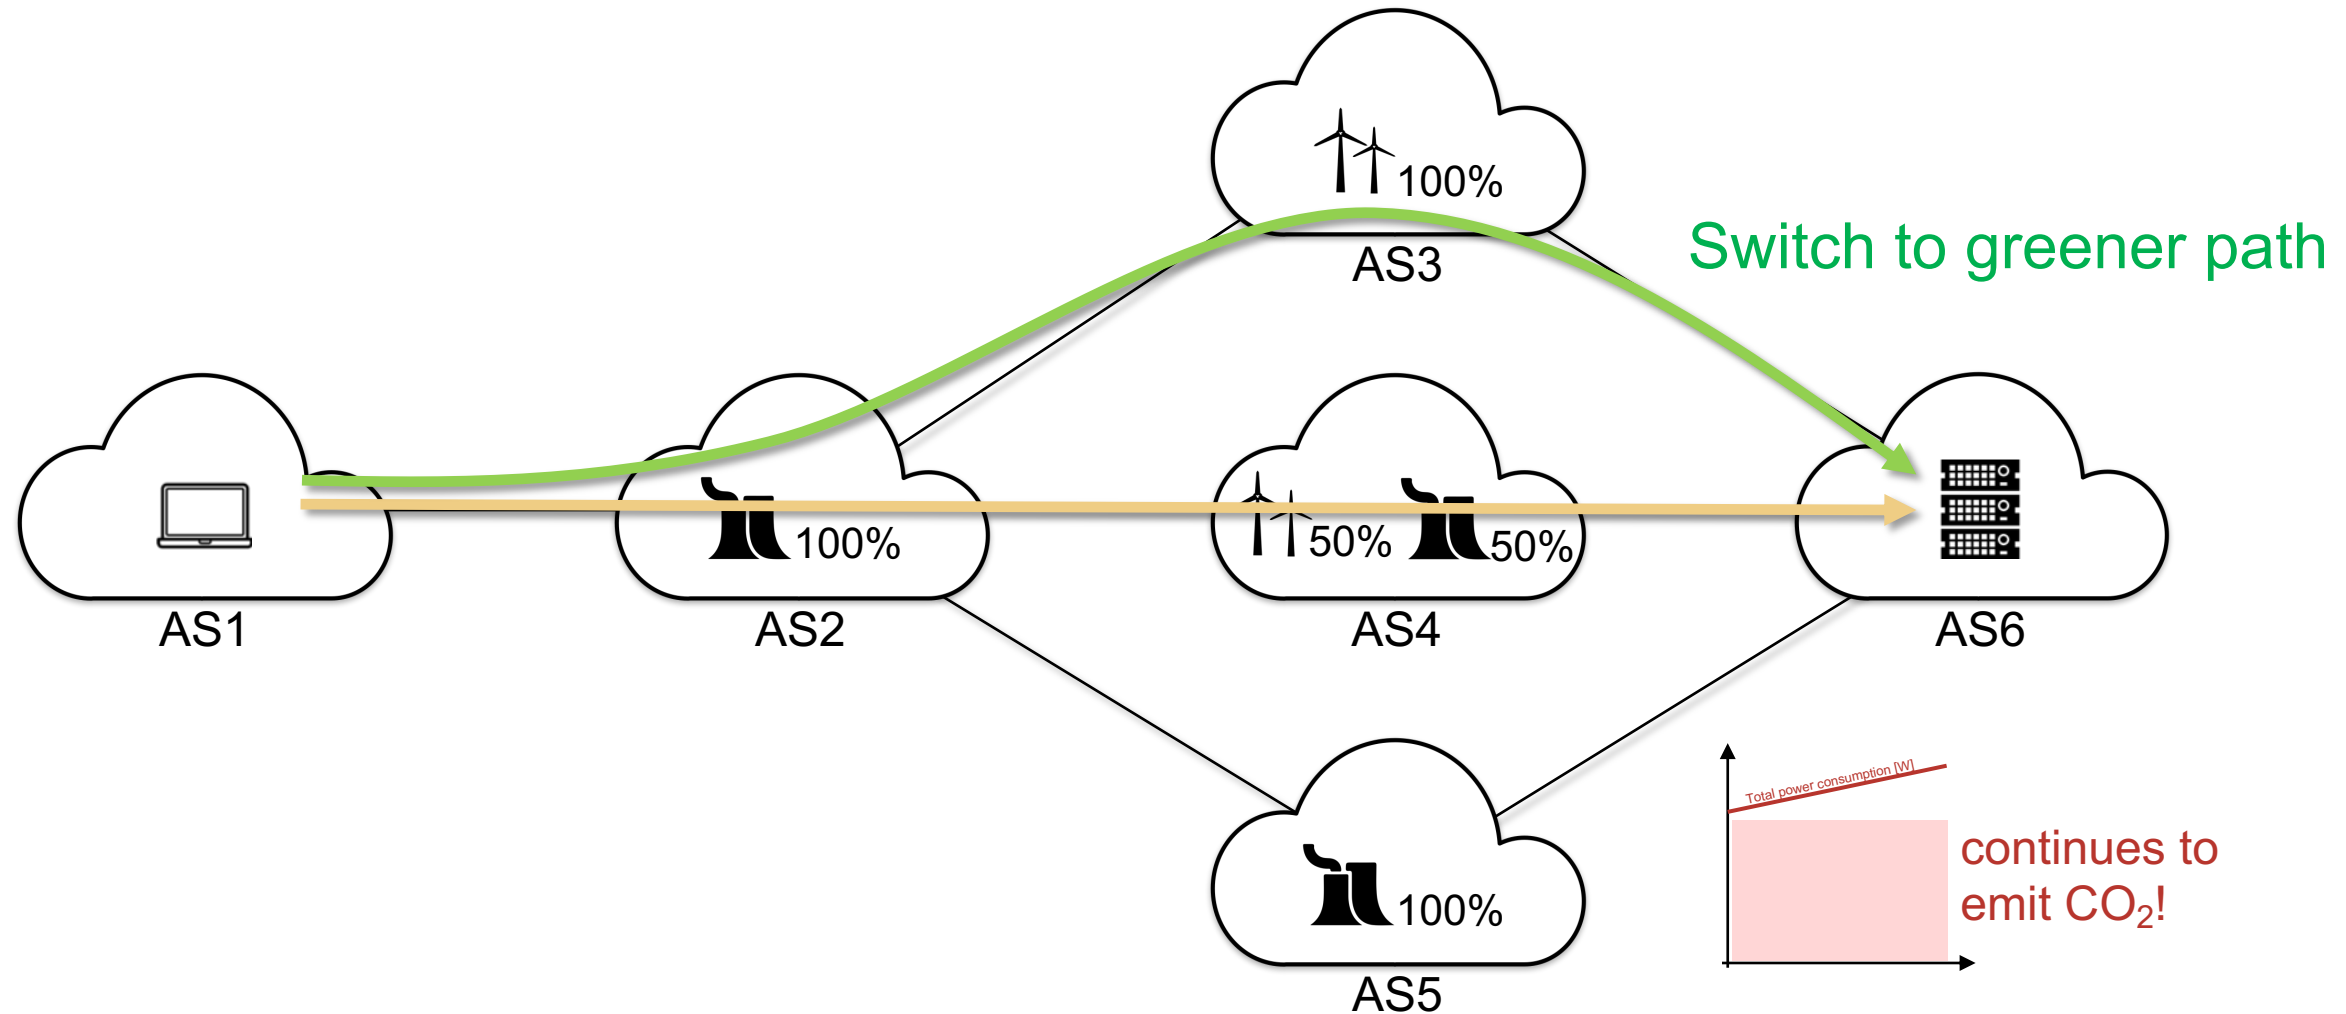 100%
AS3
Switch to greener path
AS1
100%
AS2
50%
50%
AS4
AS6
100%
AS5
Total power consumption [W]
continues to
emit CO₂!